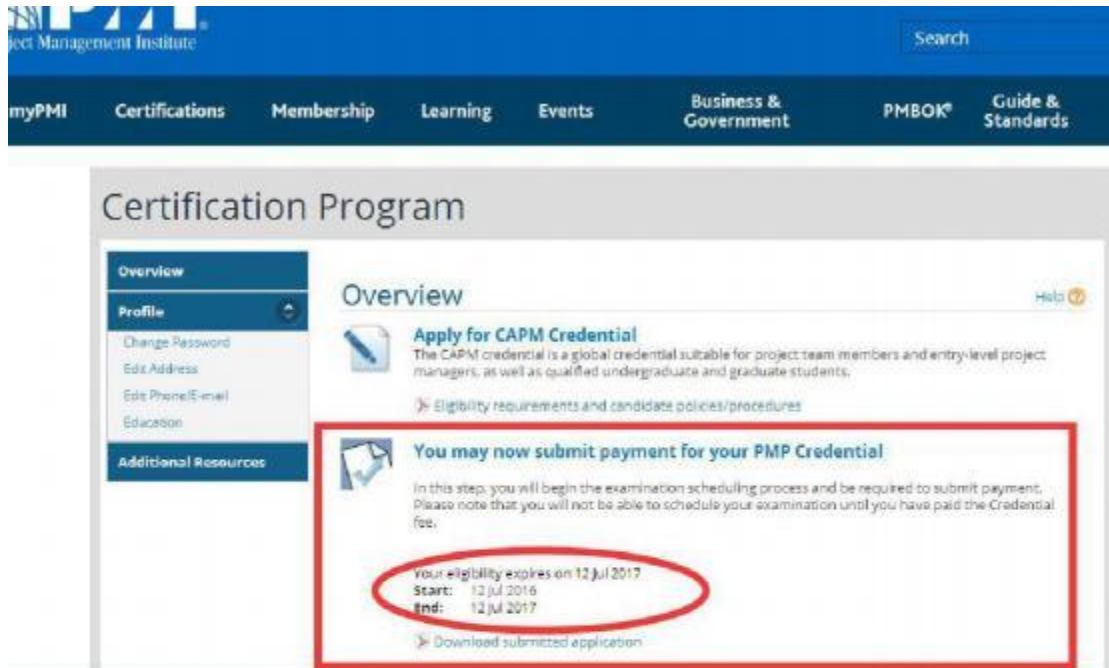 PMI
ject Management Institute
Search
myPMI
Certifications
Membership
Learning
Events
Business &
Government
PMBOK®
Guide &
Standards
Certification Program
Overview
Profile
Change Password
Edit Address
Edit Phone/E-mail
Education
Additional Resources
Overview
Help
Apply for CAPM Credential
The CAPM credential is a global credential suitable for project team members and entry-level project
managers, as well as qualified undergraduate and graduate students.
Eligibility requirements and candidate policies/procedures
You may now submit payment for your PMP Credential
In this step, you will begin the examination scheduling process and be required to submit payment.
Please note that you will not be able to schedule your examination until you have paid the Credential
fee.
Your eligibility expires on 12 Jul 2017
Start: 12 Jul 2016
End: 12 Jul 2017
Download submitted application